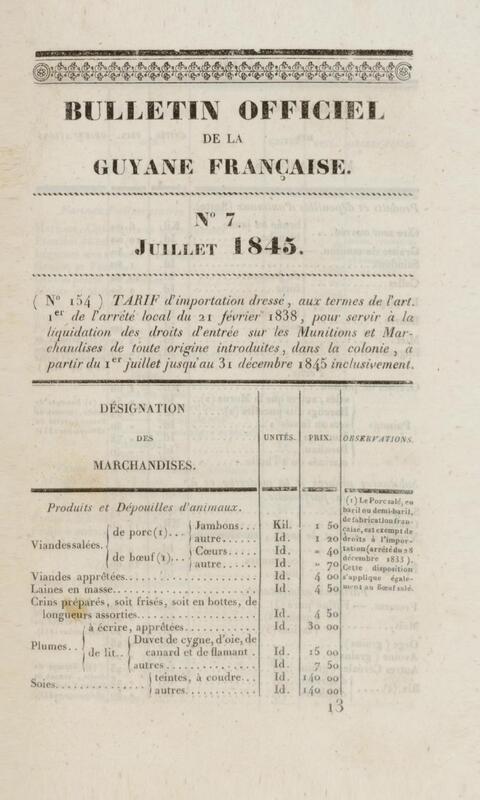 BULLETIN OFFICIEL
DE LA
GUYANE FRANÇAISE.
N° 7.
JUILLET 1845.
( N° 154 ) TARIF d'importation dressé, aux termes de l'art.
1er de l'arrêté local du 21 février 1838, pour servir à la
liquidation des droits d'entrée sur les Munitions et Mar-
chandises de toute origine introduites, dans la colonie, à
partir du 1er juillet jusqu'au 31 décembre 1845 inclusivement.
DÉSIGNATION
DES
MARCHANDISES.
UNITÉS.
PRIX.
OBSERVATIONS.
Produits et Dépouilles d'animaux.
Viandes salées. de porc (1)... Jambons... Kil. 1 50
autre...... Id. 1 20
de bœuf (1)... Cœurs..... Id. " 40
autre...... Id. " 70
Viandes apprêtées.................. Id. 4 00
Laines en masse.................... Id. 4 50
Crins préparés, soit frisés, soit en bottes, de
longueurs assorties................ Id. 4 50
Plumes.. à écrire, apprêtées.......... Id. 30 00
de lit.. Duvet de cygne, d'oie, de
canard et de flamant. Id. 15 00
autres............ Id. 7 50
Soies............... teintes, à coudre... Id. 140 00
autres............ Id. 140 00
(1) Le Porc salé, en
baril ou demi-baril,
de fabrication fran-
çaise, est exempt de
droits à l'impor-
tation (arrêté du 28
décembre 1833).
Cette disposition
s'applique égale-
ment au Bœuf salé.
13